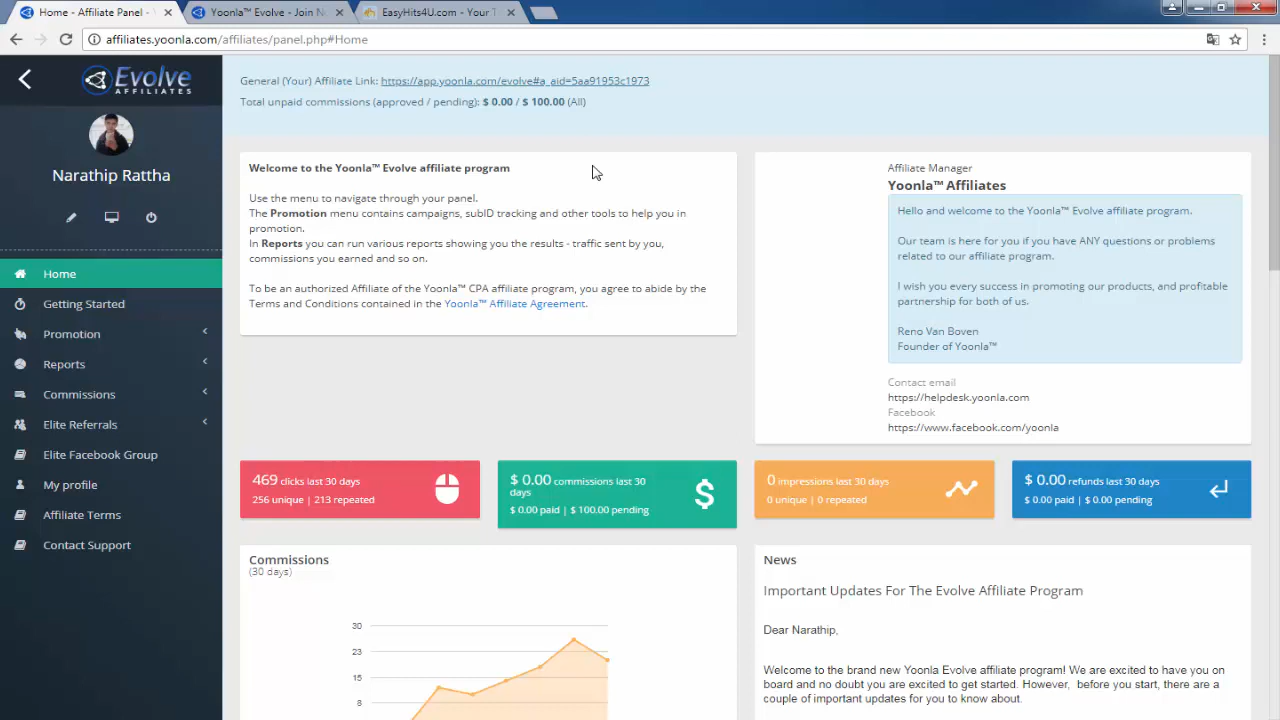 Home - Affiliate Panel -
Yoonla™ Evolve - Join N
EasyHits4U.com - Your T
affiliates.yoonla.com/affiliates/panel.php#Home
Evolve
AFFILIATES
Narathip Rattha
Home
Getting Started
Promotion
Reports
Commissions
Elite Referrals
Elite Facebook Group
My profile
Affiliate Terms
Contact Support
General (Your) Affiliate Link: https://app.yoonla.com/evolve#a_aid=5aa91953c1973
Total unpaid commissions (approved / pending): $ 0.00 / $ 100.00 (All)
Welcome to the Yoonla™ Evolve affiliate program
Use the menu to navigate through your panel.
The Promotion menu contains campaigns, subID tracking and other tools to help you in
promotion.
In Reports you can run various reports showing you the results - traffic sent by you,
commissions you earned and so on.
To be an authorized Affiliate of the Yoonla™ CPA affiliate program, you agree to abide by the
Terms and Conditions contained in the Yoonla™ Affiliate Agreement.
Affiliate Manager
Yoonla™ Affiliates
Hello and welcome to the Yoonla™ Evolve affiliate program.
Our team is here for you if you have ANY questions or problems
related to our affiliate program.
I wish you every success in promoting our products, and profitable
partnership for both of us.
Reno Van Boven
Founder of Yoonla™
Contact email
https://helpdesk.yoonla.com
Facebook
https://www.facebook.com/yoonla
469 clicks last 30 days
256 unique | 213 repeated
$ 0.00 commissions last 30
days
$ 0.00 paid | $ 100.00 pending
0 impressions last 30 days
0 unique | 0 repeated
$ 0.00 refunds last 30 days
$ 0.00 paid | $ 0.00 pending
Commissions
(30 days)
30
23
15
8
News
Important Updates For The Evolve Affiliate Program
Dear Narathip,
Welcome to the brand new Yoonla Evolve affiliate program! We are excited to have you on
board and no doubt you are excited to get started. However,  before you start, there are a
couple of important updates for you to know about.